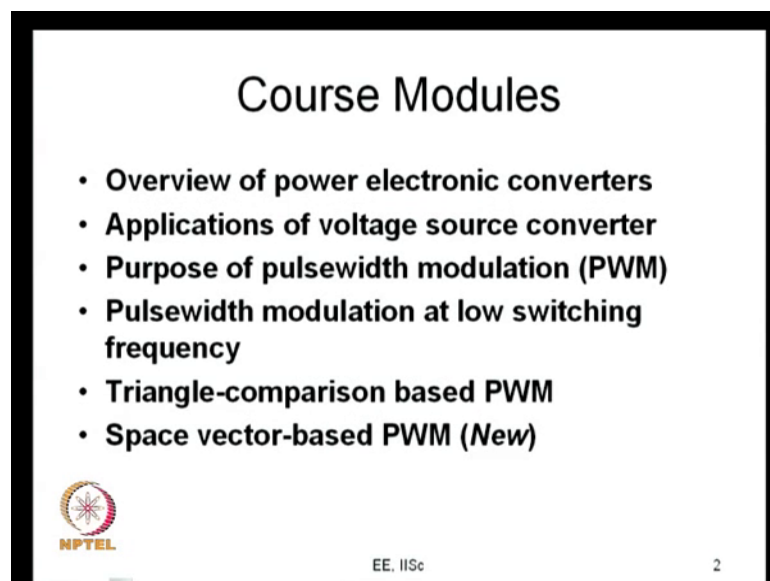 Course Modules
• Overview of power electronic converters
• Applications of voltage source converter
• Purpose of pulsewidth modulation (PWM)
• Pulsewidth modulation at low switching
frequency
• Triangle-comparison based PWM
• Space vector-based PWM (New)
NPTEL
EE, IISc
2